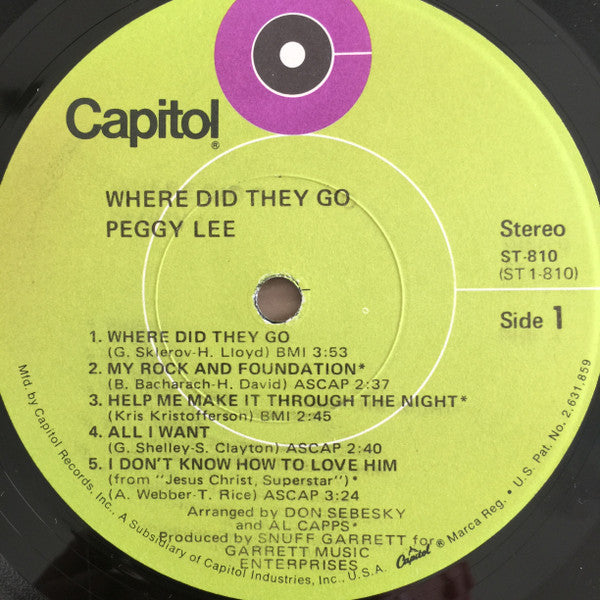 Capitol®
WHERE DID THEY GO
PEGGY LEE
Stereo
ST-810
(ST1-810)
Side 1
1. WHERE DID THEY GO
(G. Sklerov-H. Lloyd) BMI 3:53
2. MY ROCK AND FOUNDATION*
(B. Bacharach-H. David) ASCAP 2:37
3. HELP ME MAKE IT THROUGH THE NIGHT*
(Kris Kristofferson) BMI 2:45
4. ALL I WANT
(G. Shelley-S. Clayton) ASCAP 2:40
5. I DON'T KNOW HOW TO LOVE HIM
(from "Jesus Christ, Superstar")*
(A. Webber-T. Rice) ASCAP 3:24
Arranged by DON SEBESKY
and AL CAPPS*
Produced by SNUFF GARRETT for
GARRETT MUSIC
ENTERPRISES
Mfd. by Capitol Records, Inc., A Subsidiary of Capitol Industries, Inc., U.S.A. Capitol ® Marca Reg. • U.S. Pat. No. 2,631,859